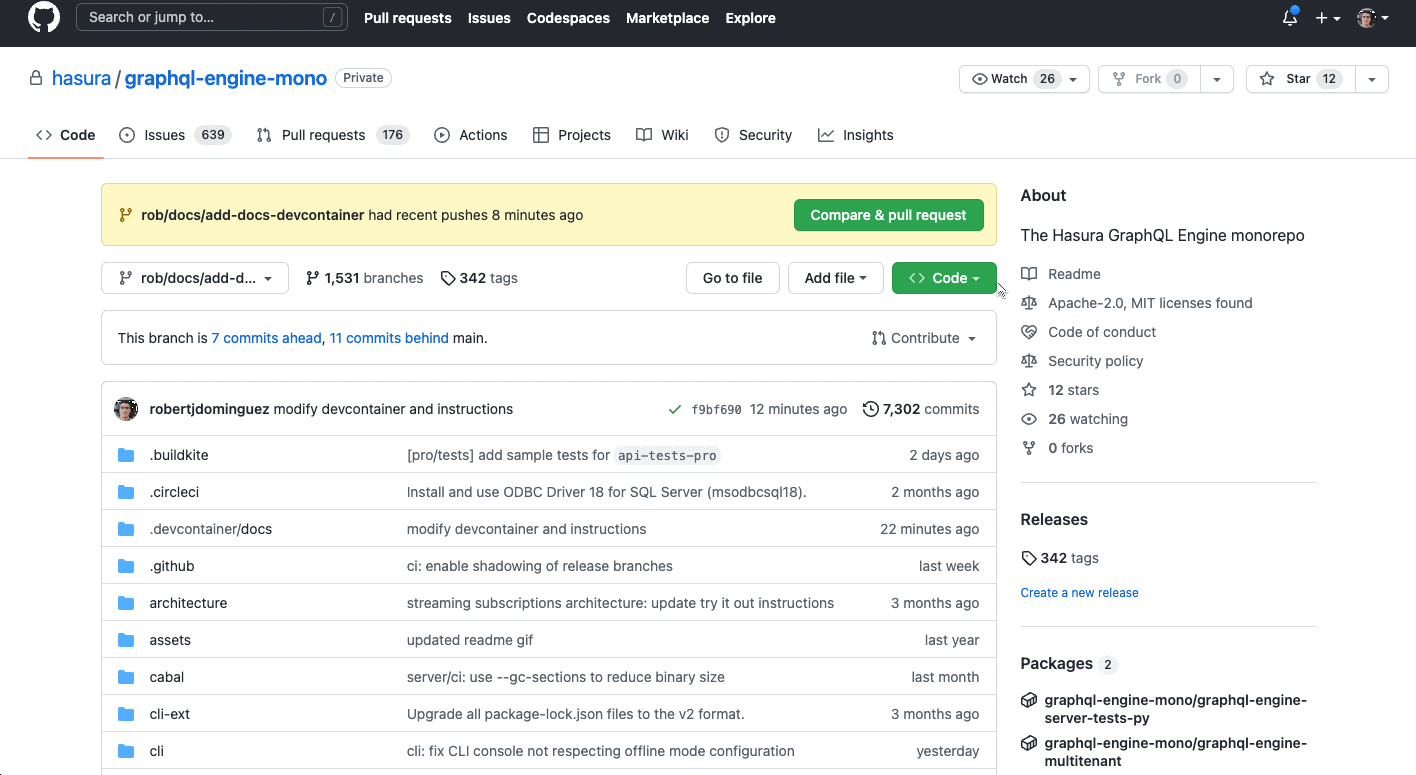 Search or jump to... /
Pull requests Issues Codespaces Marketplace Explore
hasura / graphql-engine-mono Private
Watch 26 Fork 0 Star 12
Code Issues 639 Pull requests 176 Actions Projects Wiki Security Insights
rob/docs/add-docs-devcontainer had recent pushes 8 minutes ago Compare & pull request
rob/docs/add-d... 1,531 branches 342 tags Go to file Add file Code
This branch is 7 commits ahead, 11 commits behind main. Contribute
robertjdominguez modify devcontainer and instructions f9bf690 12 minutes ago 7,302 commits
.buildkite [pro/tests] add sample tests for api-tests-pro 2 days ago
.circleci Install and use ODBC Driver 18 for SQL Server (msodbcsql18). 2 months ago
.devcontainer/docs modify devcontainer and instructions 22 minutes ago
.github ci: enable shadowing of release branches last week
architecture streaming subscriptions architecture: update try it out instructions 3 months ago
assets updated readme gif last year
cabal server/ci: use --gc-sections to reduce binary size last month
cli-ext Upgrade all package-lock.json files to the v2 format. 3 months ago
cli cli: fix CLI console not respecting offline mode configuration yesterday
About
The Hasura GraphQL Engine monorepo
Readme
Apache-2.0, MIT licenses found
Code of conduct
Security policy
12 stars
26 watching
0 forks
Releases
342 tags
Create a new release
Packages 2
graphql-engine-mono/graphql-engine-
server-tests-py
graphql-engine-mono/graphql-engine-
multitenant